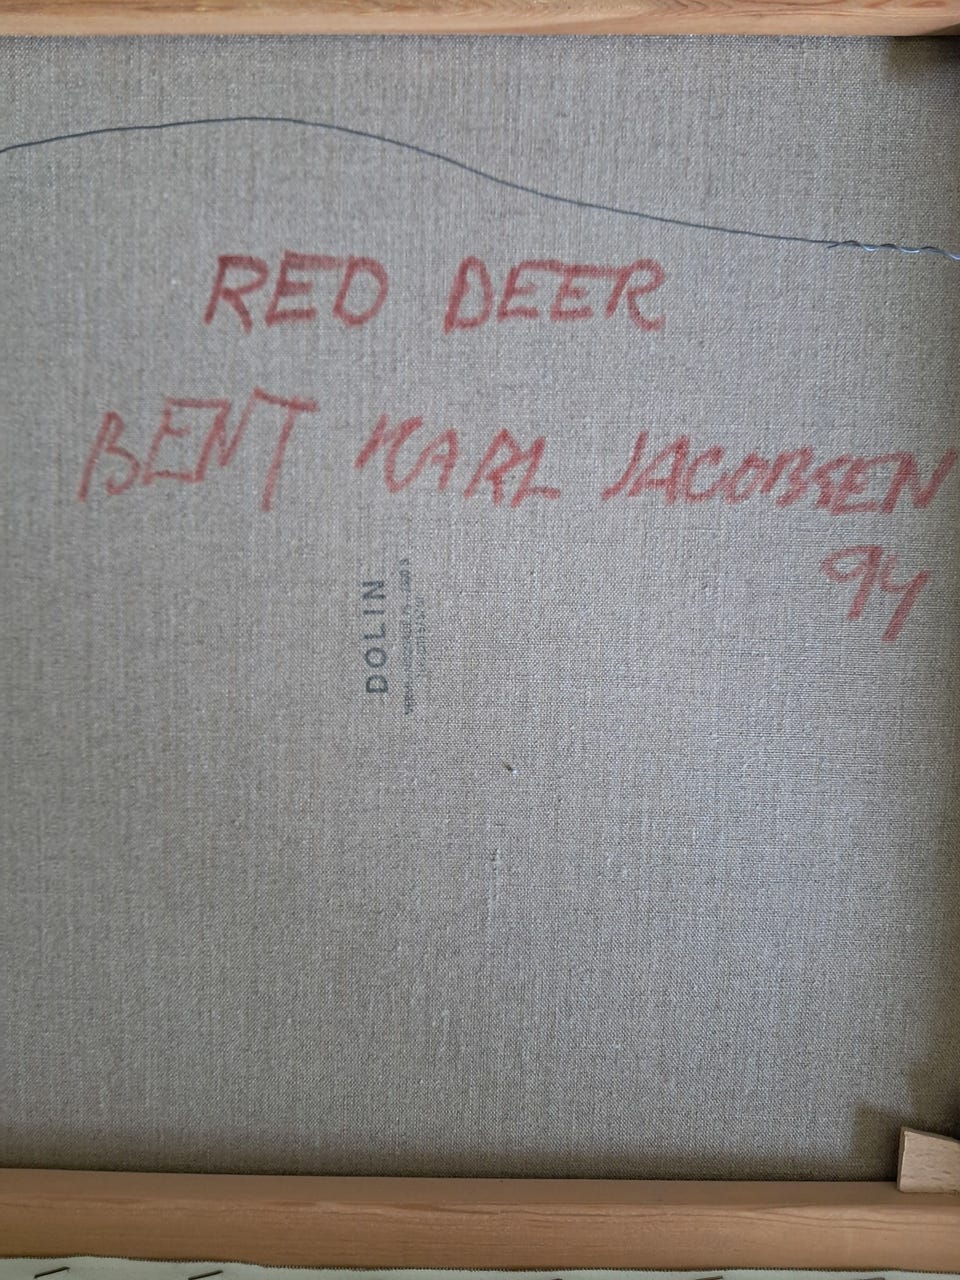 RED DEER
BENT KARL JACOBSEN
94
DOLIN